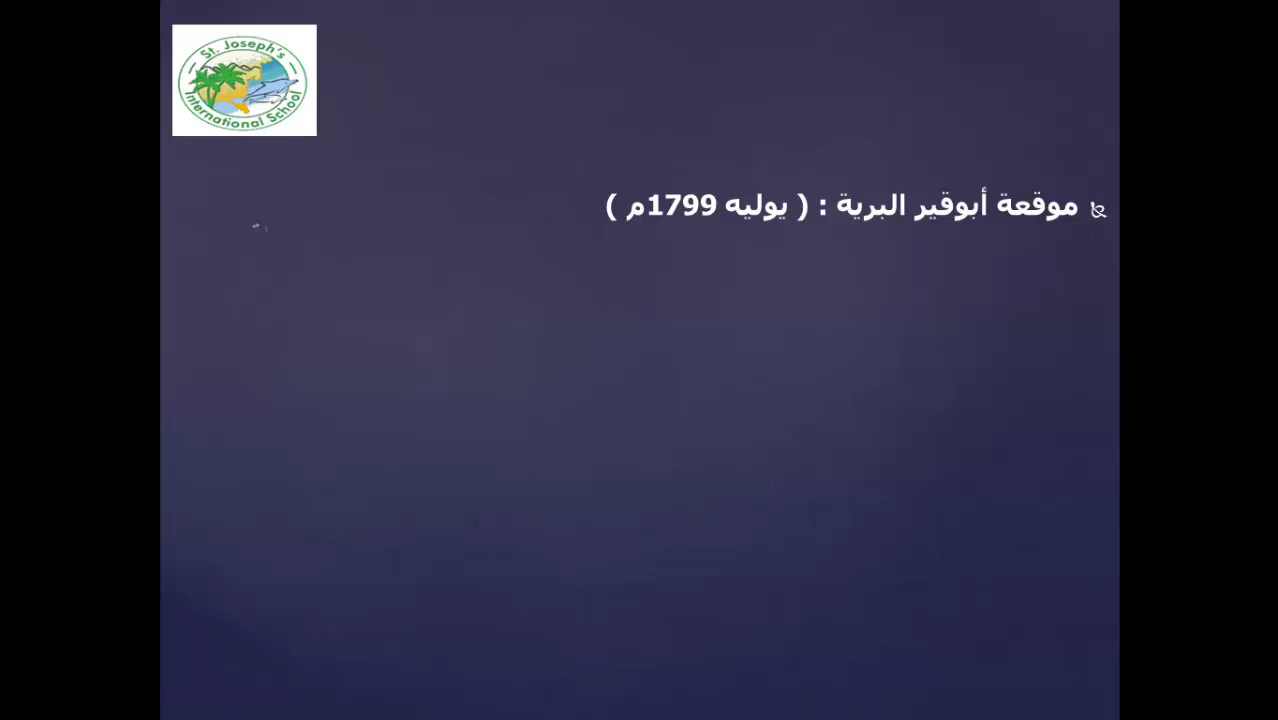 St. Joseph's
International School
موقعة أبوقير البرية : ( يوليه 1799م )